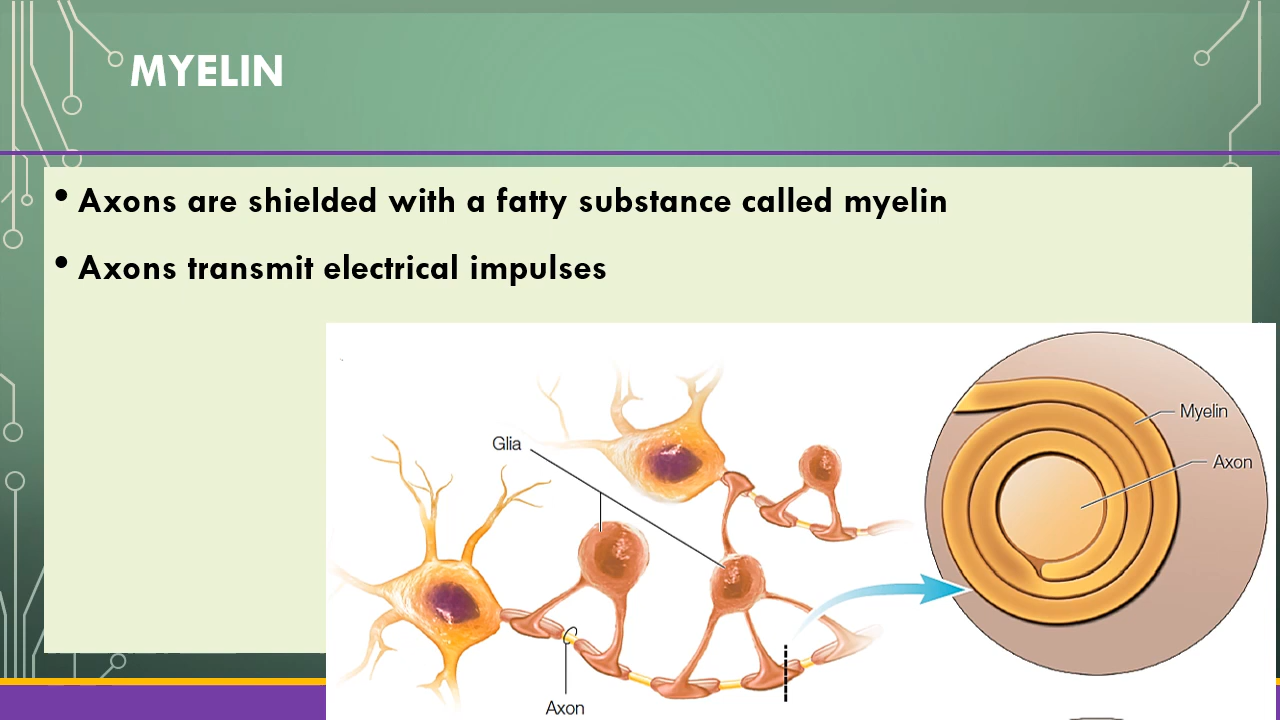 MYELIN
• Axons are shielded with a fatty substance called myelin
• Axons transmit electrical impulses
Myelin
Glia
Axon
Axon